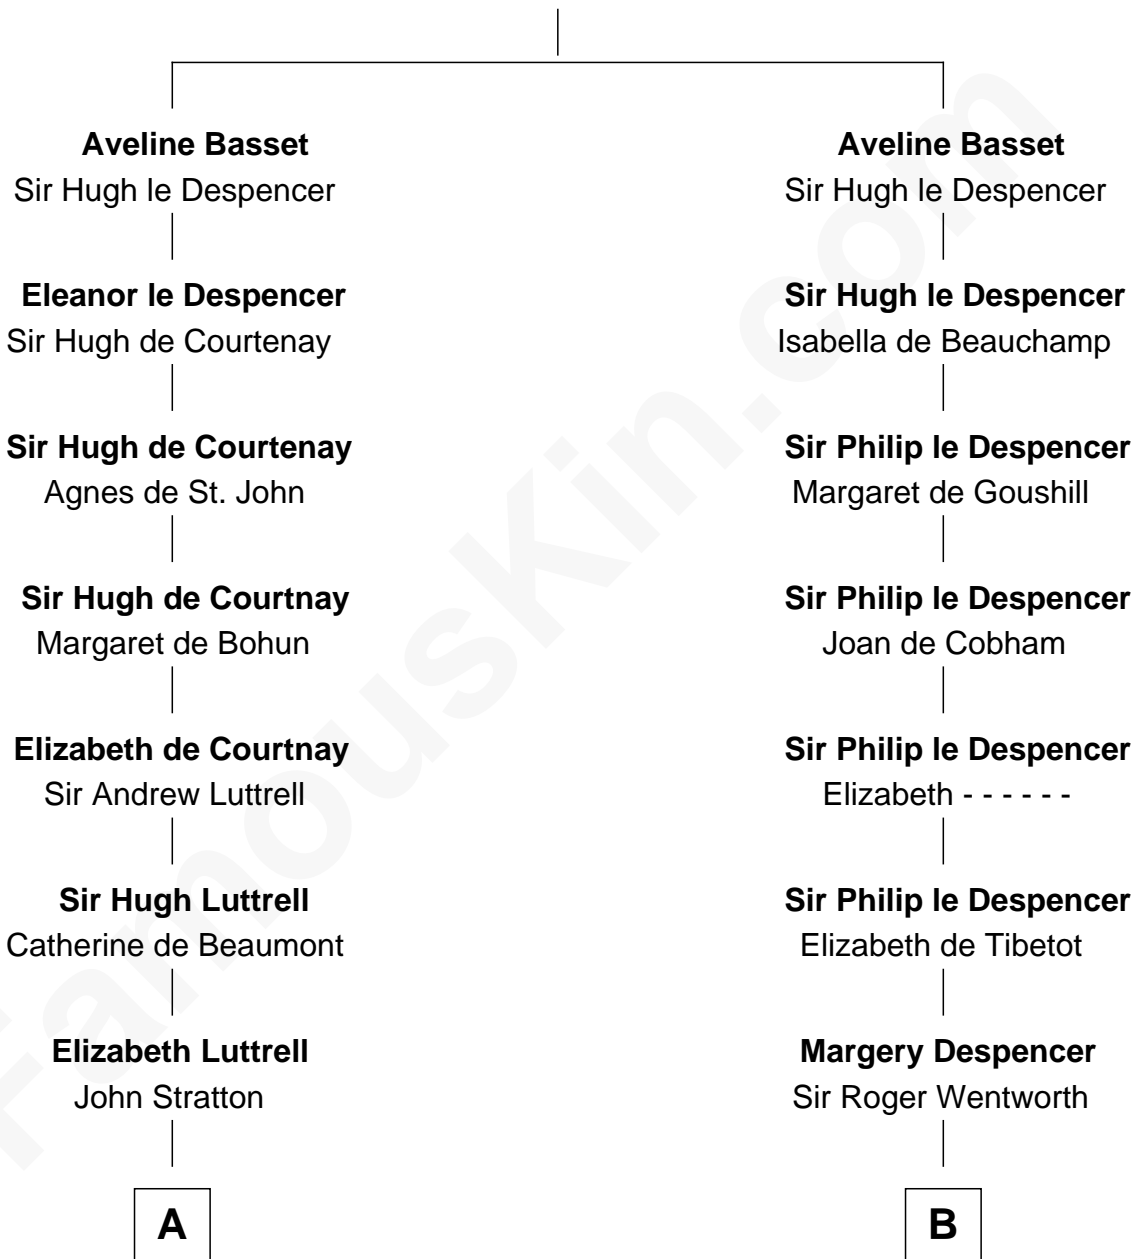 Aveline Basset
Sir Hugh le Despencer
Eleanor le Despencer
Sir Hugh de Courtenay
Sir Hugh de Courtenay
Agnes de St. John
Sir Hugh de Courtnay
Margaret de Bohun
Elizabeth de Courtnay
Sir Andrew Luttrell
Sir Hugh Luttrell
Catherine de Beaumont
Elizabeth Luttrell
John Stratton
A
Aveline Basset
Sir Hugh le Despencer
Sir Hugh le Despencer
Isabella de Beauchamp
Sir Philip le Despencer
Margaret de Goushill
Sir Philip le Despencer
Joan de Cobham
Sir Philip le Despencer
Elizabeth - - - - - -
Sir Philip le Despencer
Elizabeth de Tibetot
Margery Despencer
Sir Roger Wentworth
B
FamousKin.com